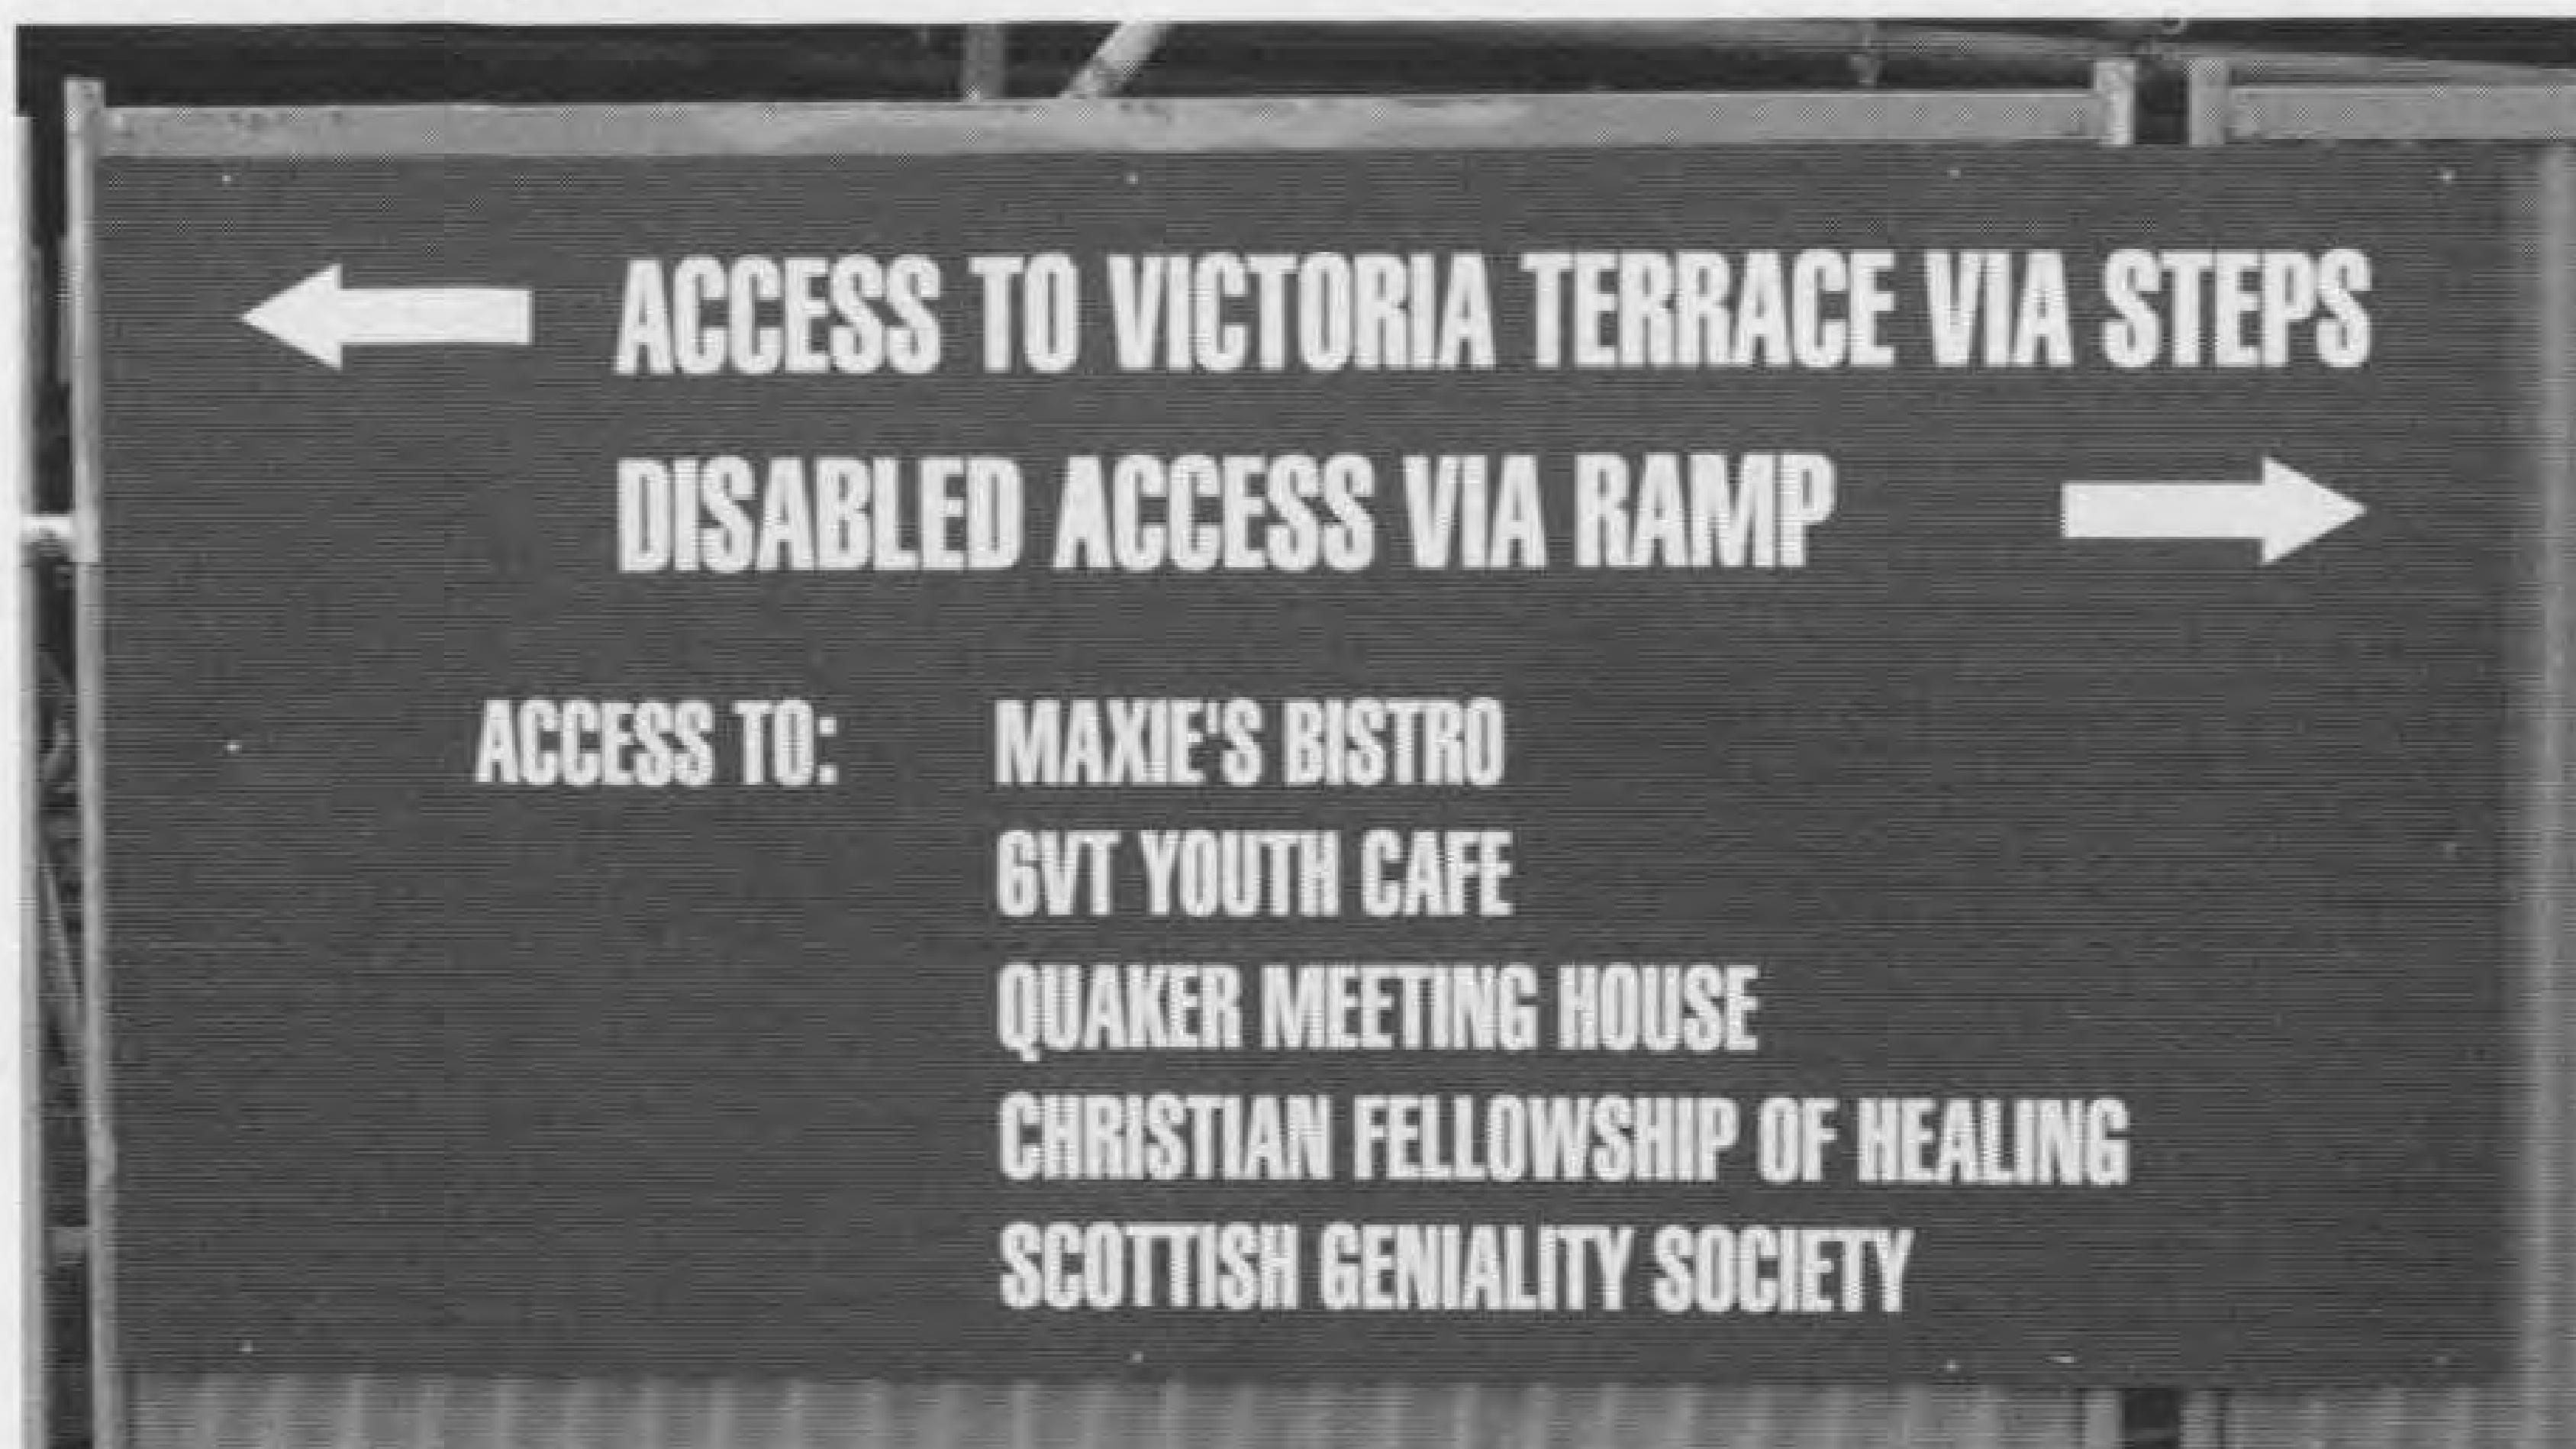 ACCESS TO VICTORIA TERRACE VIA STEPS
DISABLED ACCESS VIA RAMP
ACCESS TO: MAXIE'S BISTRO
6VT YOUTH CAFE
QUAKER MEETING HOUSE
CHRISTIAN FELLOWSHIP OF HEALING
SCOTTISH GENIALITY SOCIETY